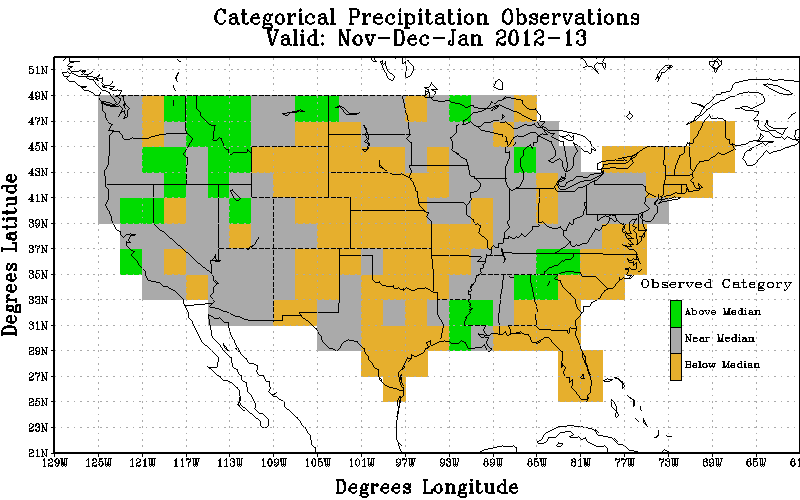 Categorical Precipitation Observations
Valid: Nov-Dec-Jan 2012-13
51N
49N
47N
45N
43N
41N
39N
37N
35N
33N
31N
29N
27N
25N
23N
21N
Degrees Latitude
Observed Category
Above Median
Near Median
Below Median
129W 125W 121W 117W 113W 109W 105W 101W 97W 93W 89W 85W 81W 77W 73W 69W 65W 61
Degrees Longitude